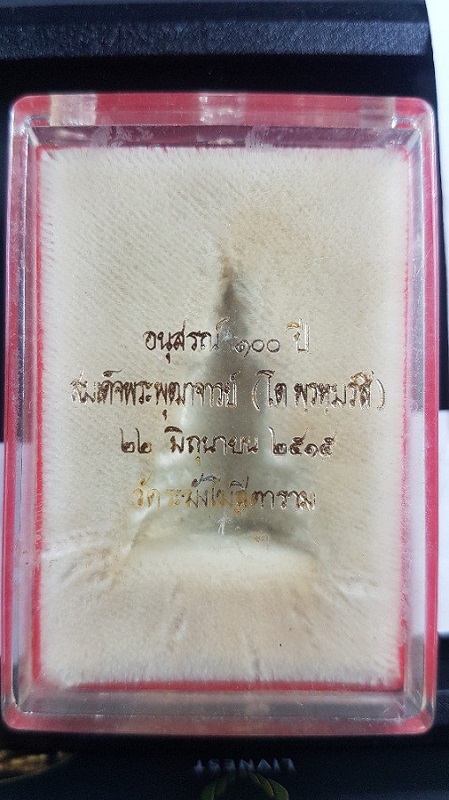 อนุสรณ์ ๑๐๐ ปี
สมเด็จพระพุฒาจารย์ (โต พฺรหฺมรํสี)
๒๒ มิถุนายน ๒๕๑๕
วัดระฆังโฆสิตาราม
LIVNEST